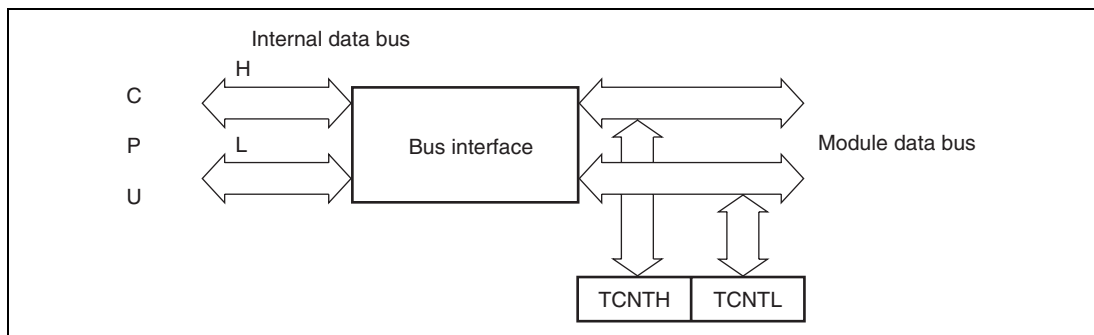 Internal data bus
H
C
P
L
U
Bus interface
Module data bus
TCNTH
TCNTL